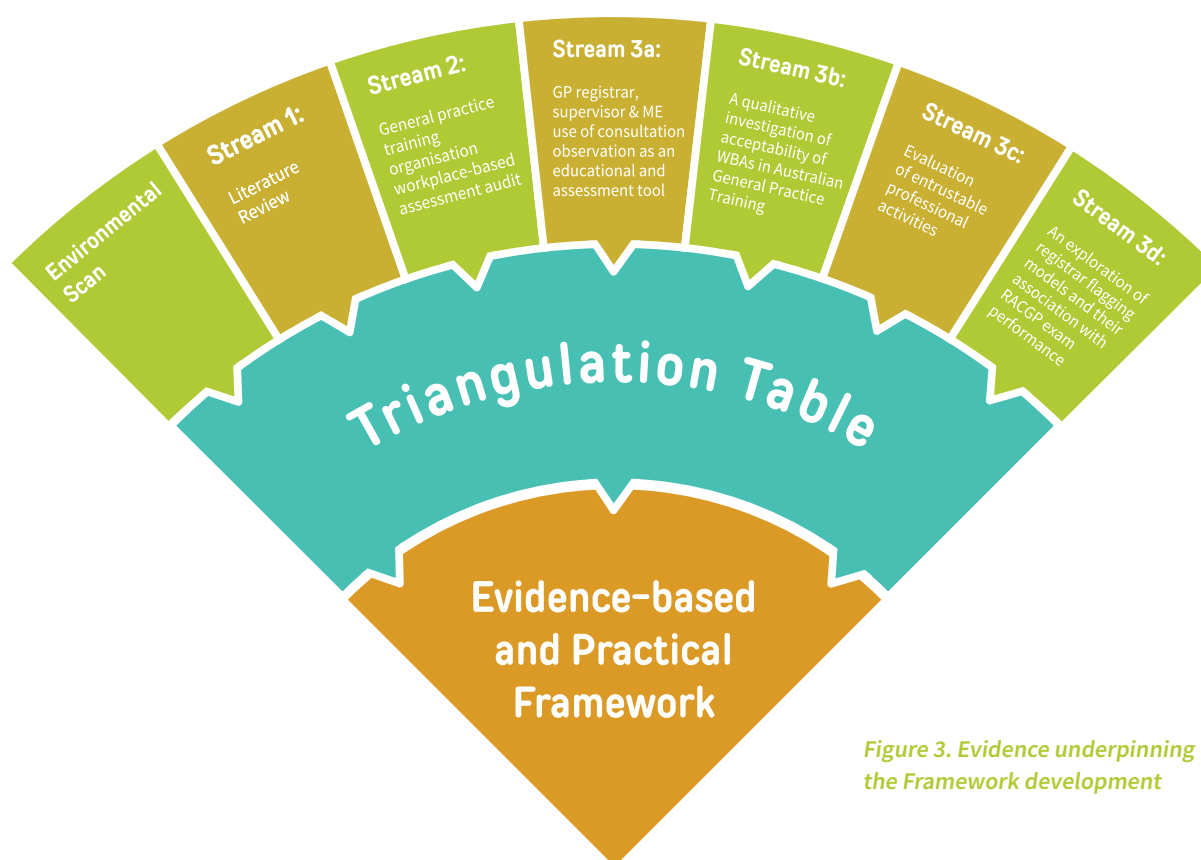 Environmental
Scan
Stream 1:
Literature
Review
Stream 2:
General practice
training
organisation
workplace-based
assessment audit
Stream 3a:
GP registrar,
supervisor & ME
use of consultation
observation as an
educational and
assessment tool
Stream 3b:
A qualitative
investigation of
acceptability of
WBAs in Australian
General Practice
Training
Stream 3c:
Evaluation
of entrustable
professional
activities
Stream 3d:
An exploration of
registrar flagging
models and their
association with
RACGP exam
performance
Triangulation Table
Evidence-based
and Practical
Framework
Figure 3. Evidence underpinning
the Framework development